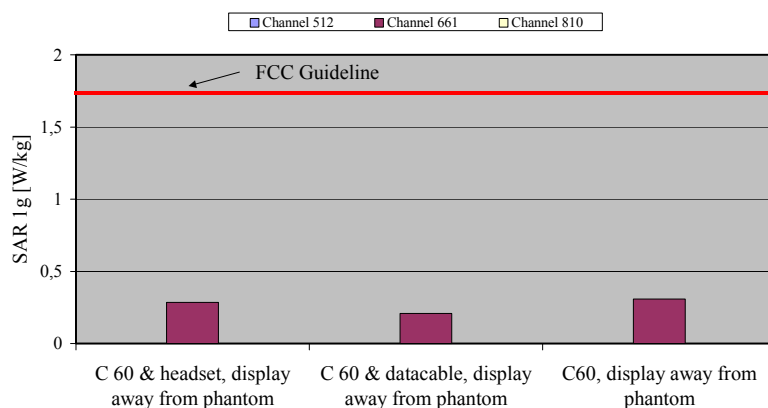 Channel 512 Channel 661 Channel 810
FCC Guideline
SAR 1g [W/kg]
2
1,5
1
0,5
0
C 60 & headset, display
away from phantom
C 60 & datacable, display
away from phantom
C60, display away from
phantom